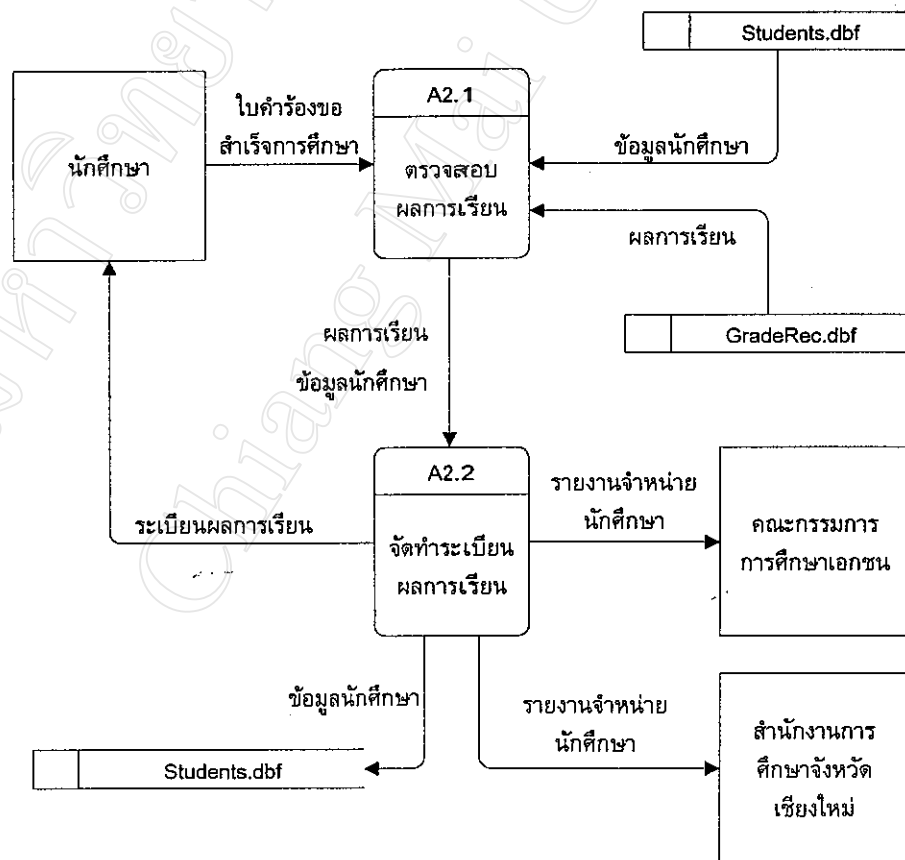 Students.dbf
A2.1
ใบคำร้องขอ
สำเร็จการศึกษา
นักศึกษา
ข้อมูลนักศึกษา
ตรวจสอบ
ผลการเรียน
ผลการเรียน
GradeRec.dbf
ผลการเรียน
ข้อมูลนักศึกษา
A2.2
รายงานจำหน่าย
นักศึกษา
ระเบียนผลการเรียน
จัดทำระเบียน
ผลการเรียน
คณะกรรมการ
การศึกษาเอกชน
ข้อมูลนักศึกษา
รายงานจำหน่าย
นักศึกษา
Students.dbf
สำนักงานการ
ศึกษาจังหวัด
เชียงใหม่
Chiang Mai